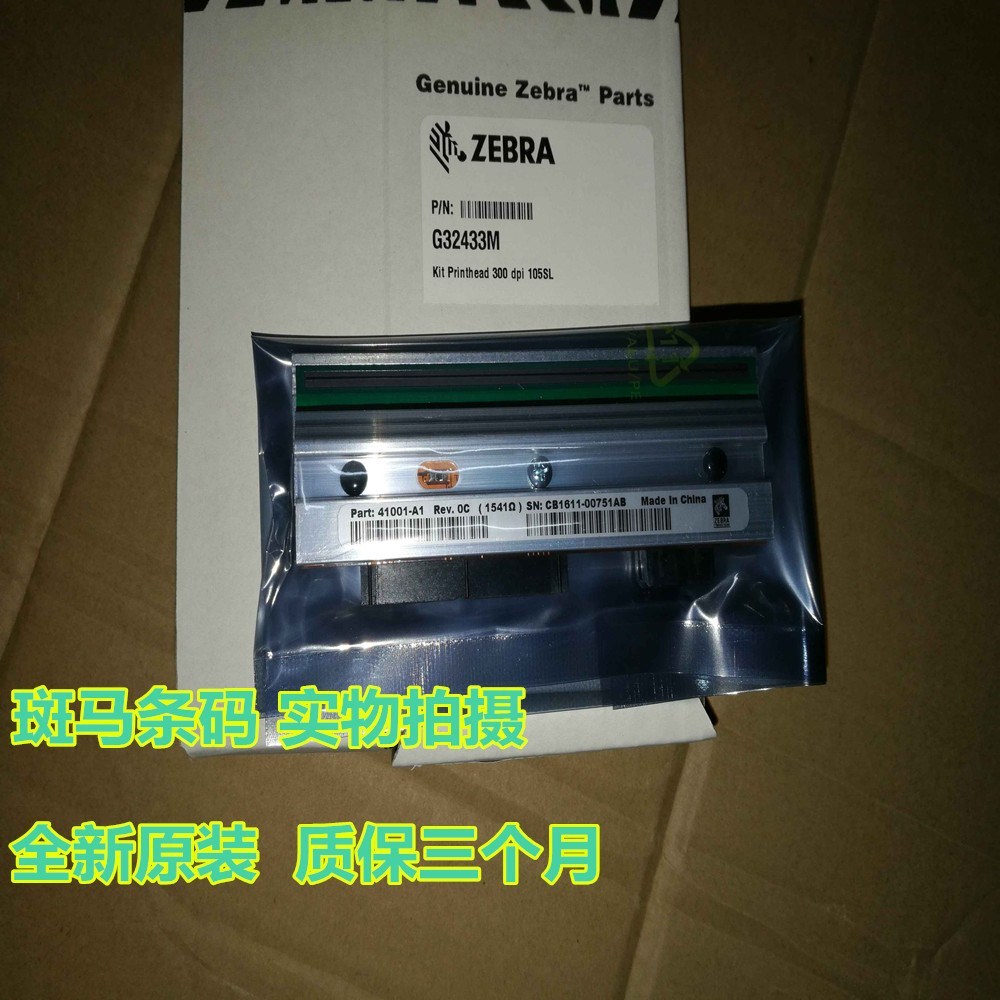 Genuine Zebra™ Parts
ZEBRA
P/N:
G32433M
Kit Printhead 300 dpi 105SL
Part: 41001-A1 Rev. 0C (1541Ω) SN: CB1611-00751AB Made In China
ZEBRA
斑马条码 实物拍摄
全新原装 质保三个月